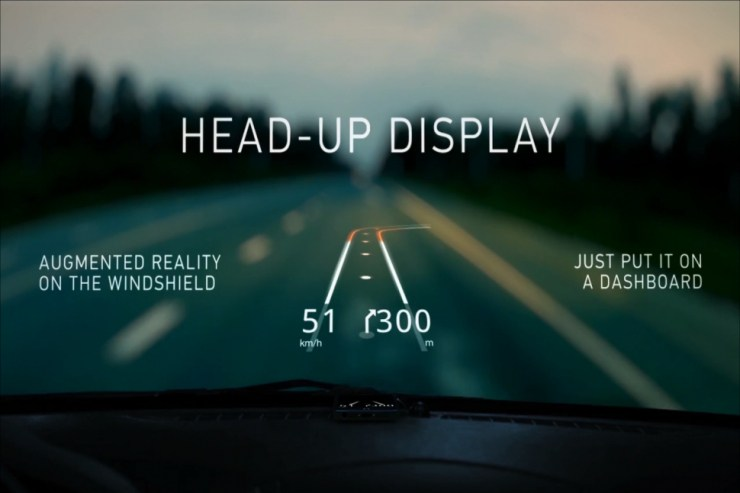 HEAD-UP DISPLAY
AUGMENTED REALITY
ON THE WINDSHIELD
JUST PUT IT ON
A DASHBOARD
51 300
km/h m